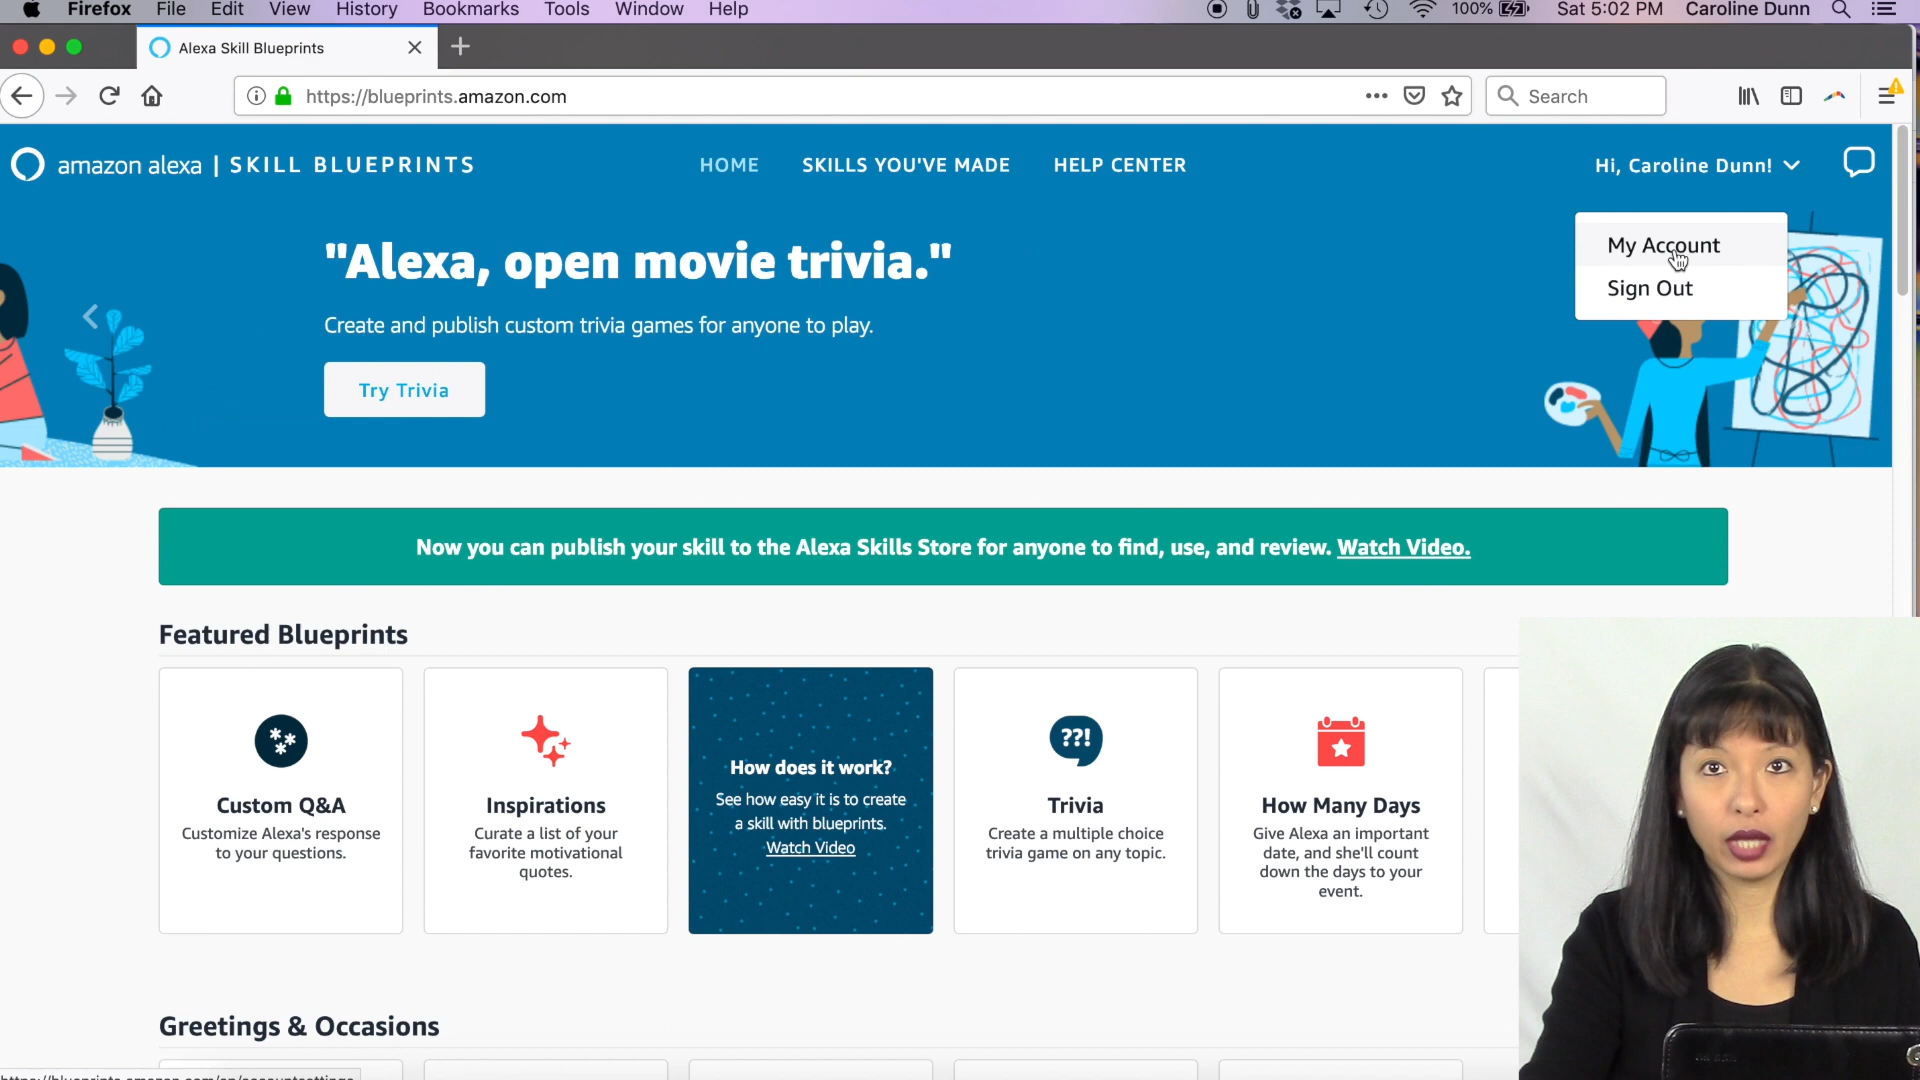 Firefox File Edit View History Bookmarks Tools Window Help 100% Sat 5:02 PM Caroline Dunn
Alexa Skill Blueprints
https://blueprints.amazon.com Search
amazon alexa | SKILL BLUEPRINTS HOME SKILLS YOU'VE MADE HELP CENTER Hi, Caroline Dunn!
My Account
Sign Out
"Alexa, open movie trivia."
Create and publish custom trivia games for anyone to play.
Try Trivia
Now you can publish your skill to the Alexa Skills Store for anyone to find, use, and review. Watch Video.
Featured Blueprints
Custom Q&A
Customize Alexa's response
to your questions.
Inspirations
Curate a list of your
favorite motivational
quotes.
How does it work?
See how easy it is to create
a skill with blueprints.
Watch Video
??!
Trivia
Create a multiple choice
trivia game on any topic.
How Many Days
Give Alexa an important
date, and she'll count
down the days to your
event.
Greetings & Occasions